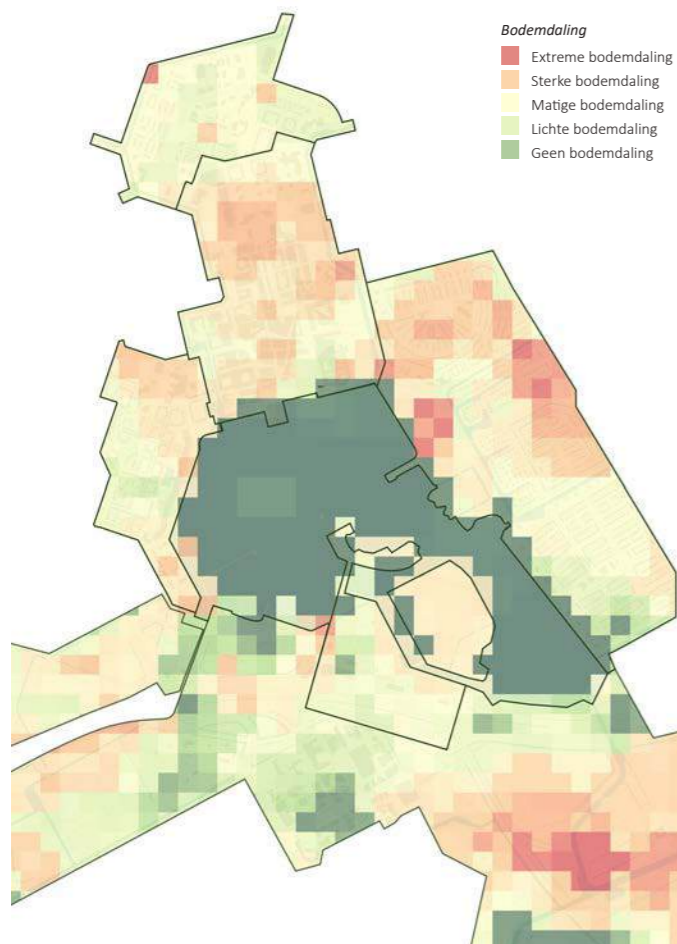 Bodemdaling
Extreme bodemdaling
Sterke bodemdaling
Matige bodemdaling
Lichte bodemdaling
Geen bodemdaling